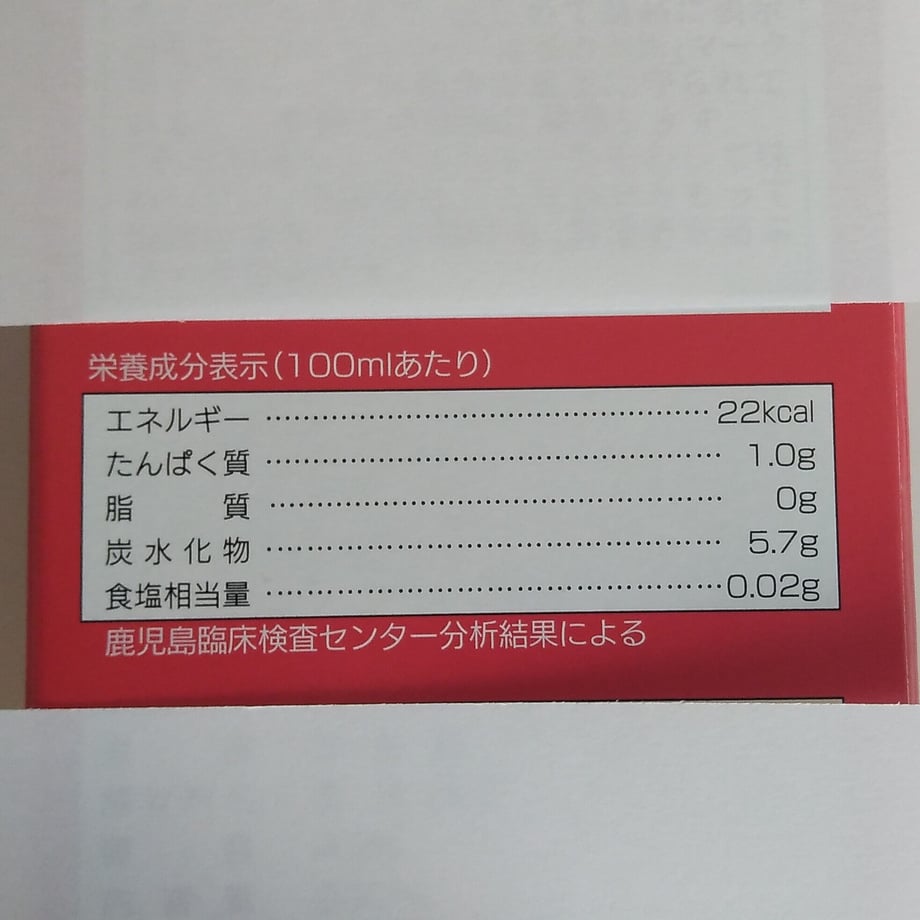 栄養成分表示(100mlあたり)
エネルギー ………………………………… 22kcal
たんぱく質 ………………………………… 1.0g
脂質 ………………………………… 0g
炭水化物 ………………………………… 5.7g
食塩相当量 ………………………………… 0.02g
鹿児島臨床検査センター分析結果による